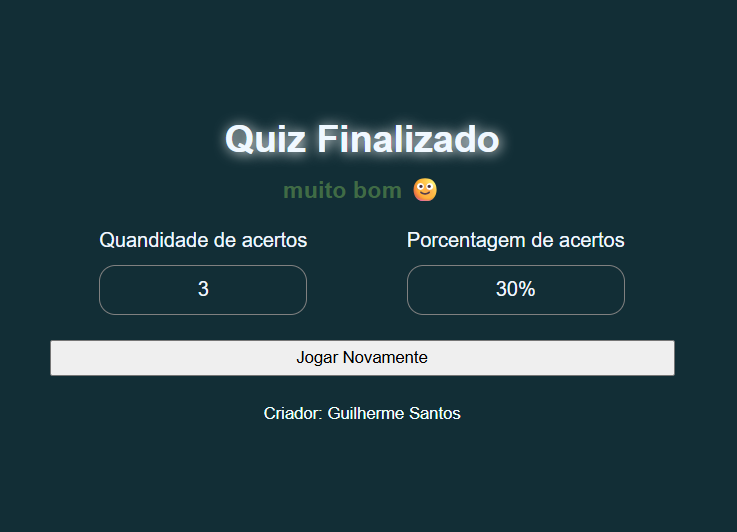 Quiz Finalizado
muito bom 🙂
Quandidade de acertos Porcentagem de acertos
3 30%
Jogar Novamente
Criador: Guilherme Santos